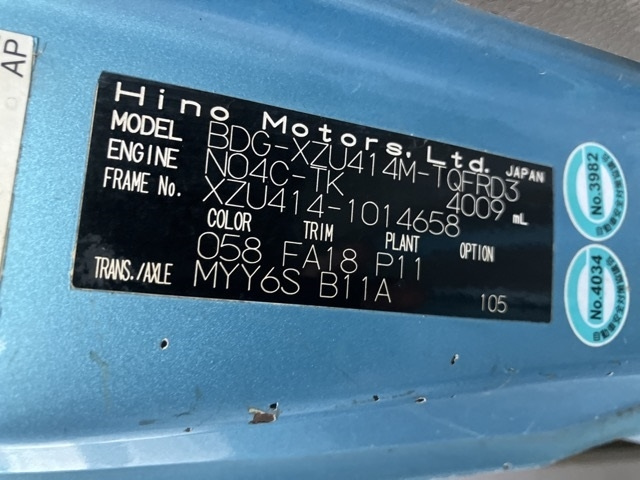 AP
Hino Motors, Ltd. JAPAN
MODEL BDG-XZU414M-TQFRD3
ENGINE N04C-TK 4009 mL
FRAME No. XZU414-1014658
COLOR TRIM PLANT OPTION
058 FA18 P11
TRANS./AXLE MYY6S B11A 105
No.3982
No.4034